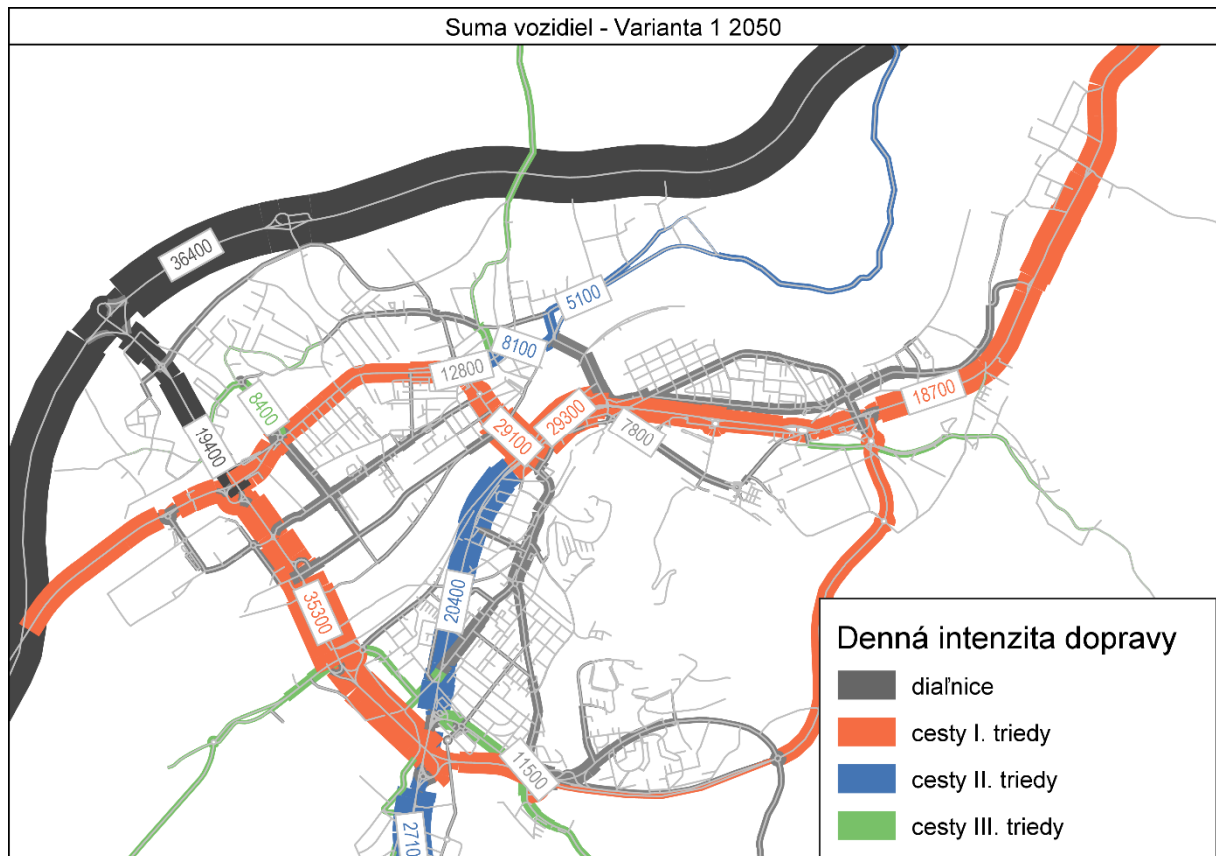 Suma vozidiel - Varianta 1 2050
36400
5100
8100
12800
18700
8400
29300
29100
7800
19400
20400
35300
11500
2710
Denná intenzita dopravy
diaľnice
cesty I. triedy
cesty II. triedy
cesty III. triedy